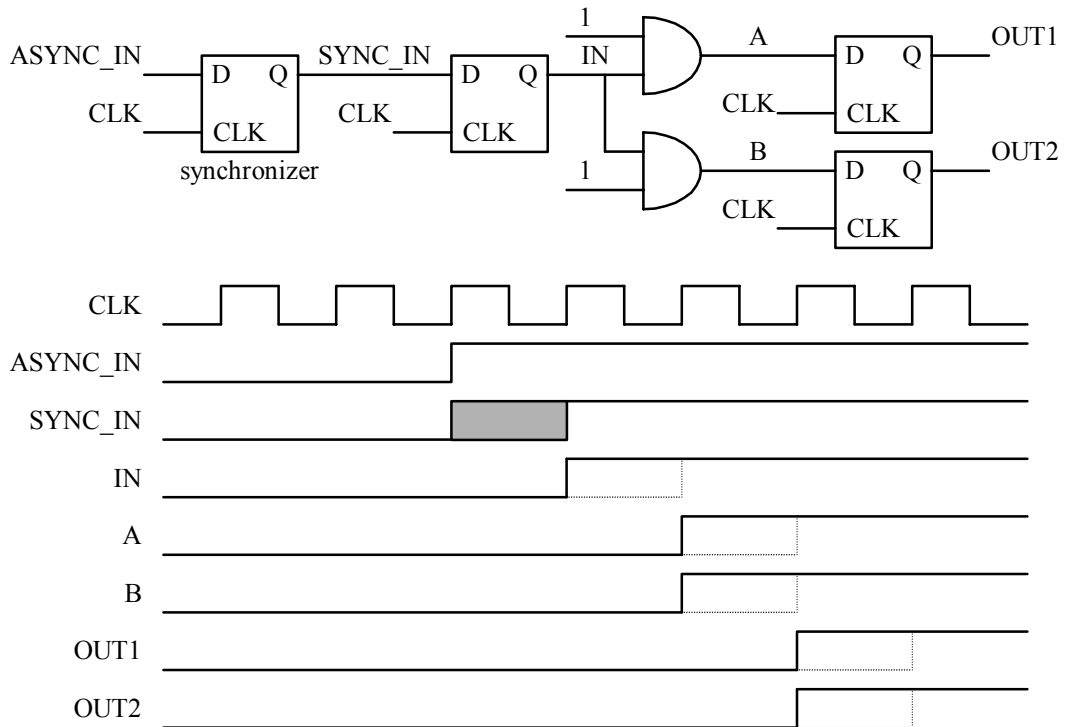 1 A OUT1
ASYNC_IN SYNC_IN IN
D Q D Q D Q
CLK CLK CLK CLK
CLK CLK
synchronizer B OUT2
1 D Q
CLK CLK
CLK
ASYNC_IN
SYNC_IN
IN
A
B
OUT1
OUT2